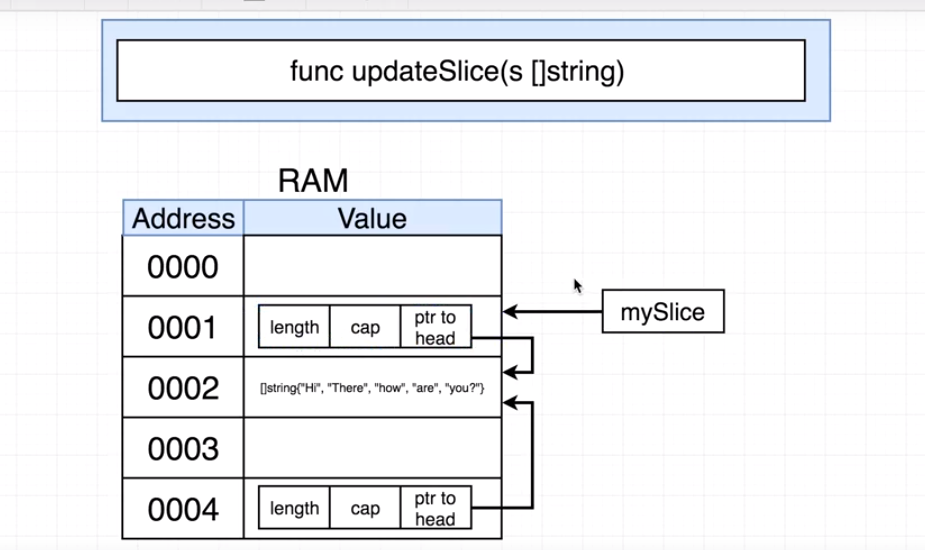 func updateSlice(s []string)
RAM
Address Value
0000
0001 length cap ptr to head
mySlice
0002 []string{"Hi", "There", "how", "are", "you?"}
0003
0004 length cap ptr to head